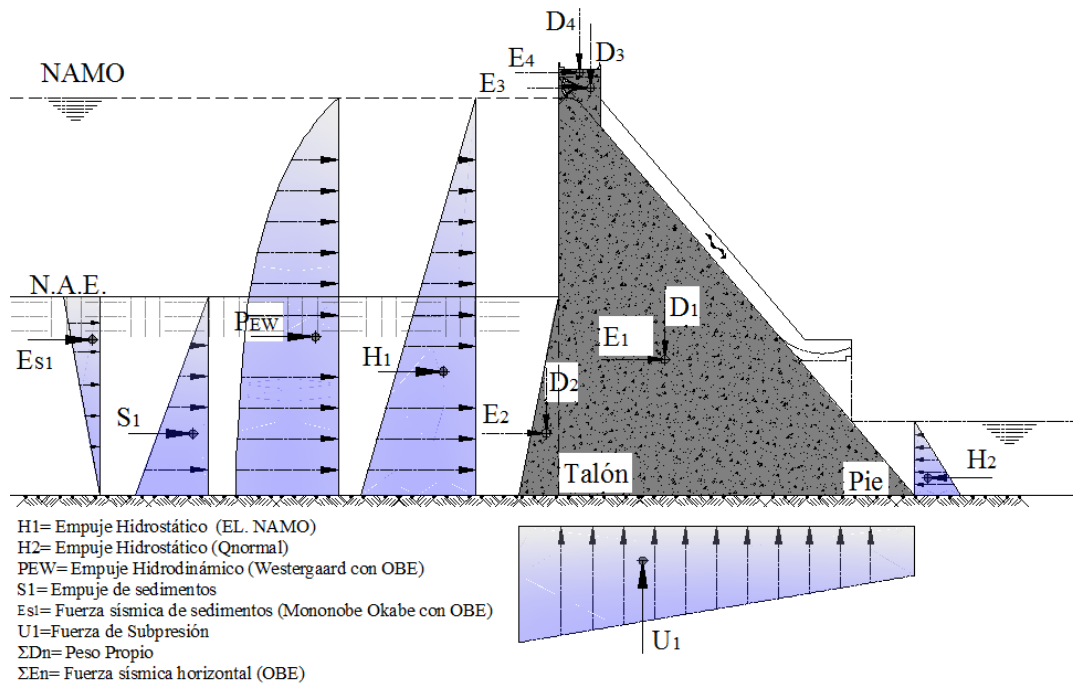 D4
D3
E4
E3
NAMO
N.A.E.
PEW
Es1
H1
S1
E1
D1
D2
E2
Talón
Pie
H2
U1
H1= Empuje Hidrostático (EL. NAMO)
H2= Empuje Hidrostático (Qnormal)
PEW= Empuje Hidrodinámico (Westergaard con OBE)
S1= Empuje de sedimentos
Es1= Fuerza sísmica de sedimentos (Mononobe Okabe con OBE)
U1=Fuerza de Subpresión
ΣDn= Peso Propio
ΣEn= Fuerza sísmica horizontal (OBE)